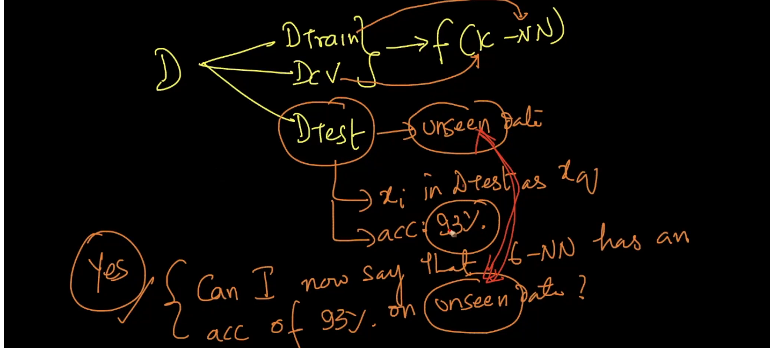 D
Dtrain
Dcv
f (k-NN)
Dtest → unseen data
→ xi in Dtest as xq
→ acc: 93%.
Yes
Can I now say that 6-NN has an
acc of 93%. on unseen data ?